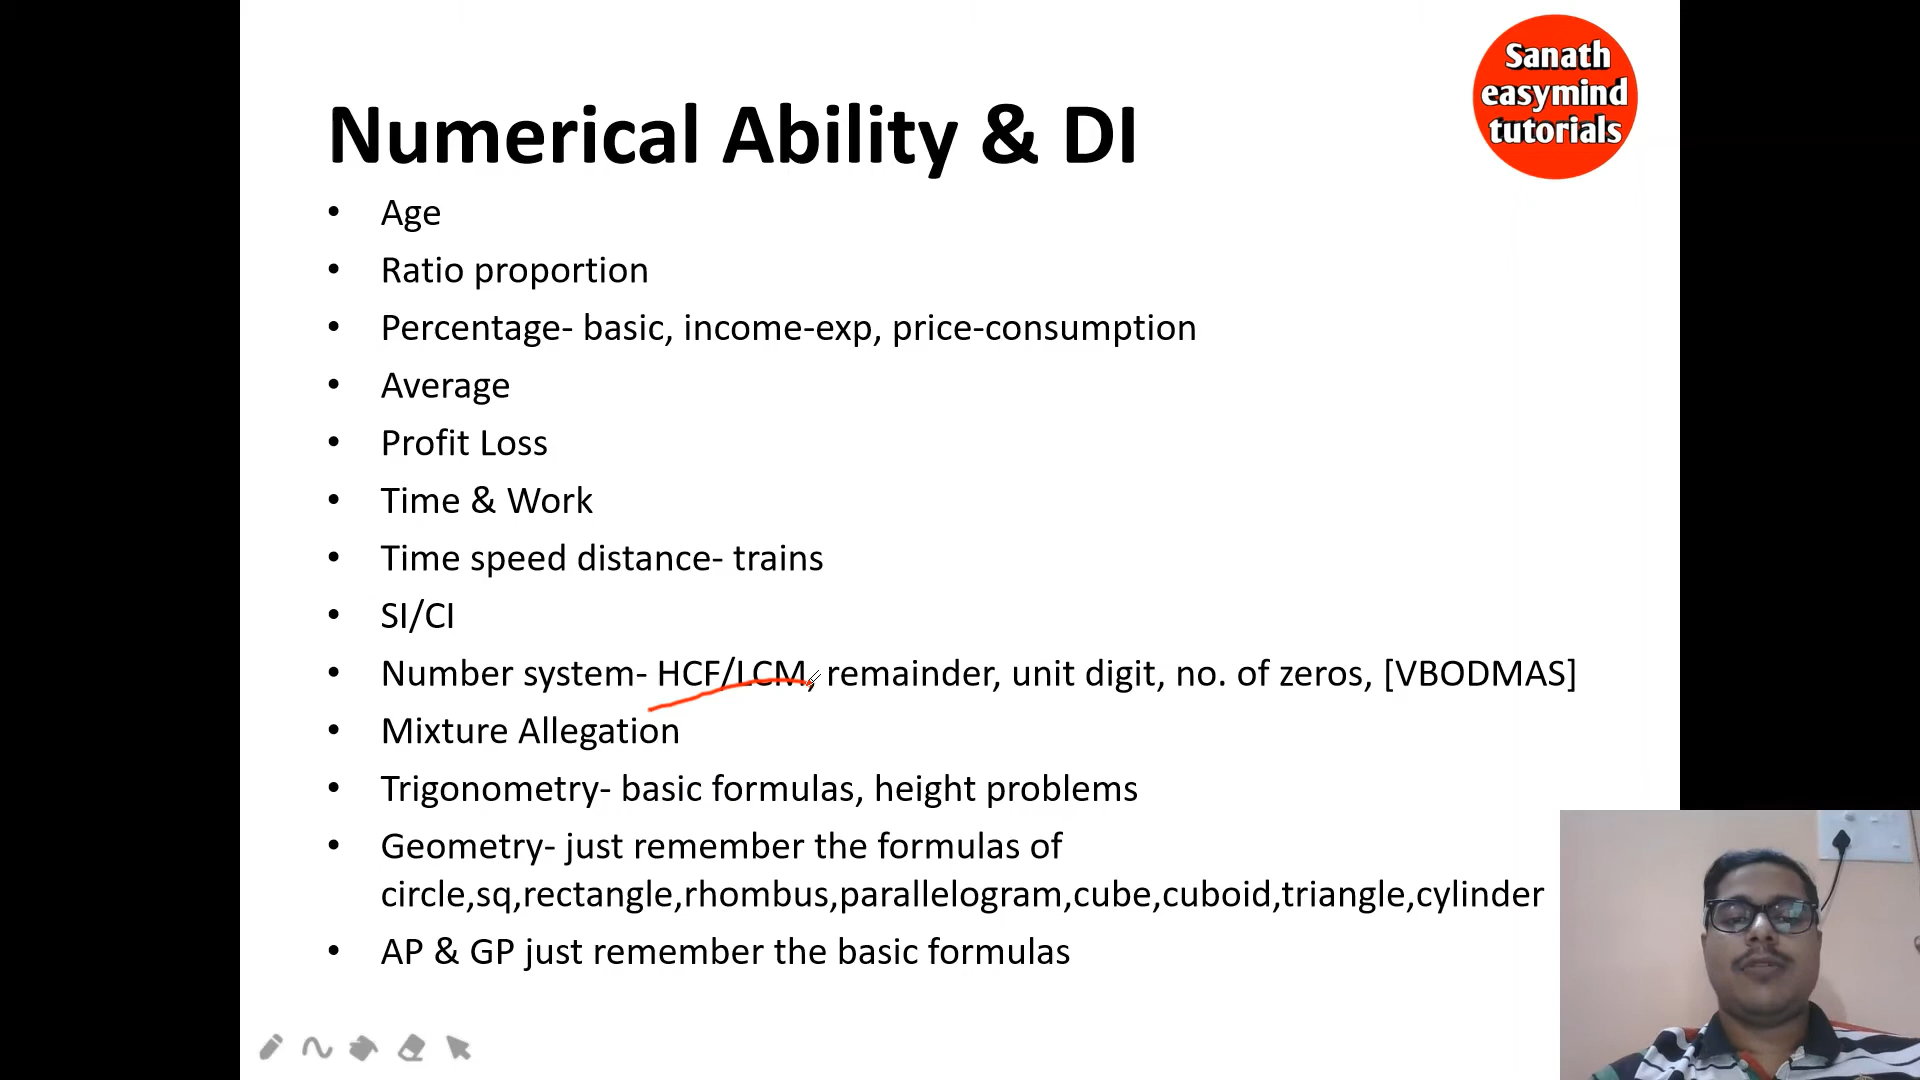 Sanath
easymind
tutorials
Numerical Ability & DI
• Age
• Ratio proportion
• Percentage- basic, income-exp, price-consumption
• Average
• Profit Loss
• Time & Work
• Time speed distance- trains
• SI/CI
• Number system- HCF/LCM, remainder, unit digit, no. of zeros, [VBODMAS]
• Mixture Allegation
• Trigonometry- basic formulas, height problems
• Geometry- just remember the formulas of
circle,sq,rectangle,rhombus,parallelogram,cube,cuboid,triangle,cylinder
• AP & GP just remember the basic formulas